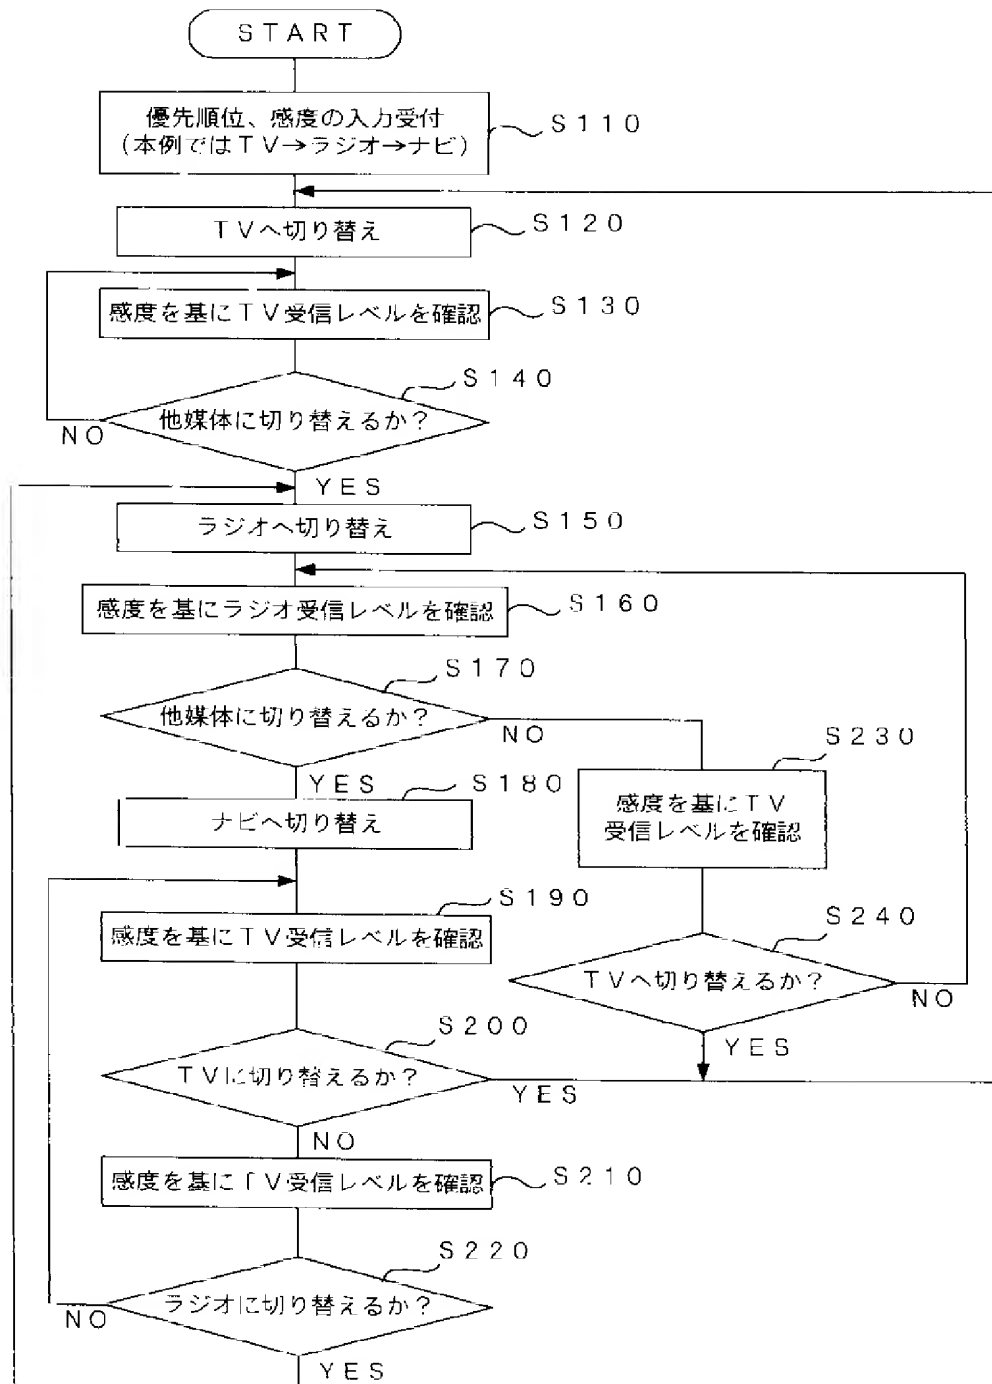 START
優先順位、感度の入力受付
(本例ではTV→ラジオ→ナビ)
S110
TVへ切り替え
S120
感度を基にTV受信レベルを確認
S130
S140
他媒体に切り替えるか?
NO
YES
ラジオへ切り替え
S150
感度を基にラジオ受信レベルを確認
S160
S170
他媒体に切り替えるか?
NO
YES
S180
ナビへ切り替え
S230
感度を基にTV
受信レベルを確認
S190
感度を基にTV受信レベルを確認
S240
TVへ切り替えるか?
NO
YES
S200
TVに切り替えるか?
YES
NO
感度を基にTV受信レベルを確認
S210
S220
ラジオに切り替えるか?
NO
YES